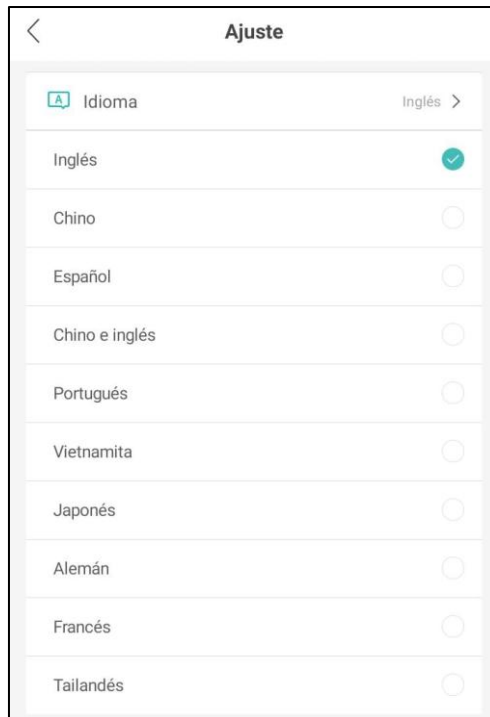 Ajuste
A Idioma Inglés
Inglés
Chino
Español
Chino e inglés
Portugués
Vietnamita
Japonés
Alemán
Francés
Tailandés